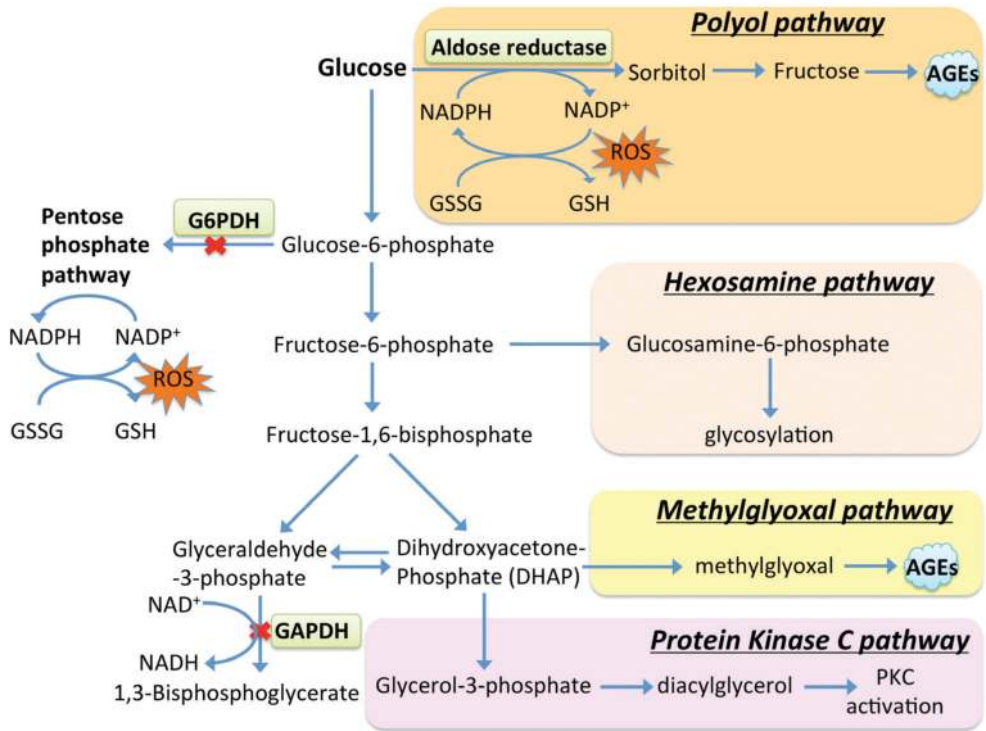 Polyol pathway
Aldose reductase
Glucose
Sorbitol
Fructose
AGEs
NADPH
NADP⁺
ROS
GSSG
GSH
Pentose
phosphate
pathway
G6PDH
Glucose-6-phosphate
NADPH
NADP⁺
ROS
GSSG
GSH
Hexosamine pathway
Fructose-6-phosphate
Glucosamine-6-phosphate
glycosylation
Fructose-1,6-bisphosphate
Methylglyoxal pathway
Glyceraldehyde
-3-phosphate
Dihydroxyacetone-
Phosphate (DHAP)
methylglyoxal
AGEs
NAD⁺
GAPDH
NADH
1,3-Bisphosphoglycerate
Protein Kinase C pathway
Glycerol-3-phosphate
diacylglycerol
PKC
activation